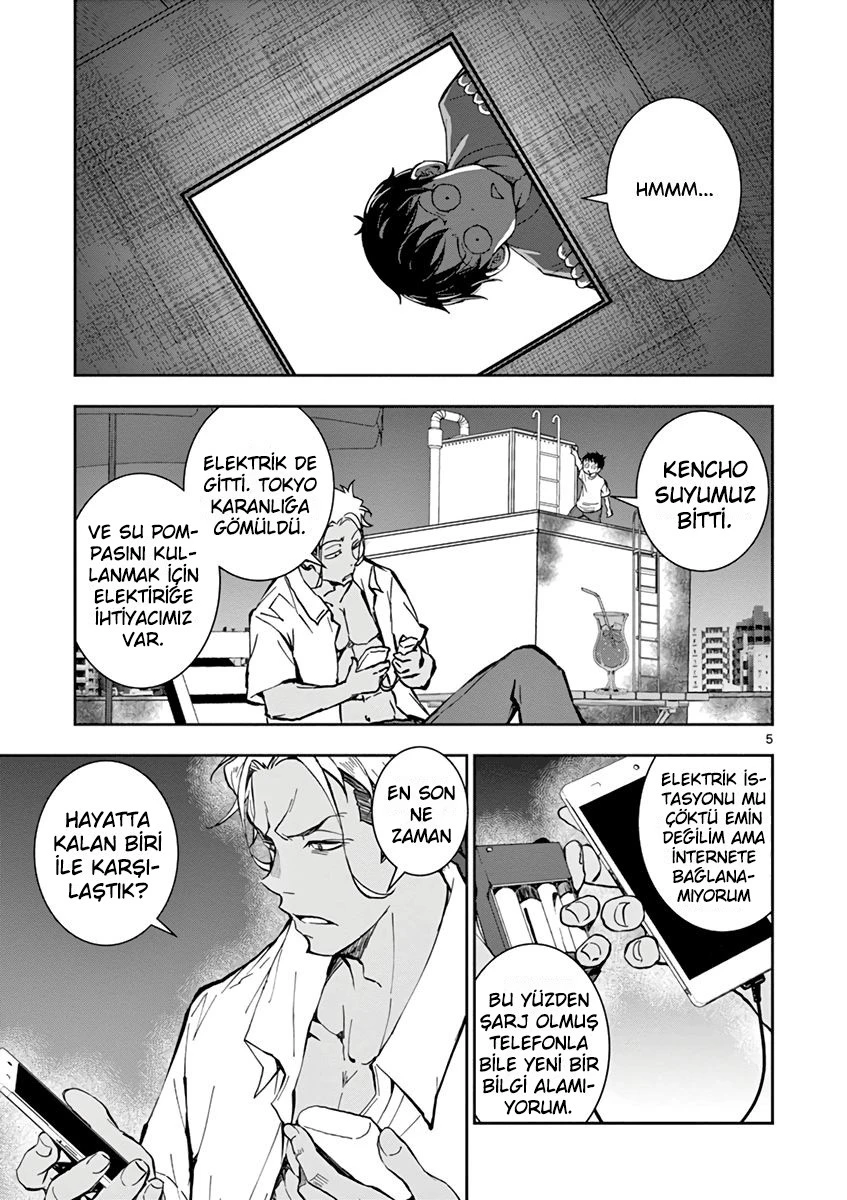 HMMM...
KENCHO
SUYUMUZ
BİTTİ.
ELEKTRİK DE
GİTTİ. TOKYO
KARANLIĞA
GÖMÜLDÜ.
VE SU POM-
PASINI KUL-
LANMAK İÇİN
ELEKTİRİĞE
İHTİYACIMIZ
VAR.
5
ELEKTRİK İS-
TASYONU MU
ÇÖKTÜ EMİN
DEĞİLİM AMA
İNTERNETE
BAĞLANA-
MIYORUM
BU YÜZDEN
ŞARJ OLMUŞ
TELEFONLA
BİLE YENİ BİR
BİLGİ ALAMI-
YORUM.
EN SON
NE
ZAMAN
HAYATTA
KALAN BİRİ
İLE KARŞI-
LAŞTIK?